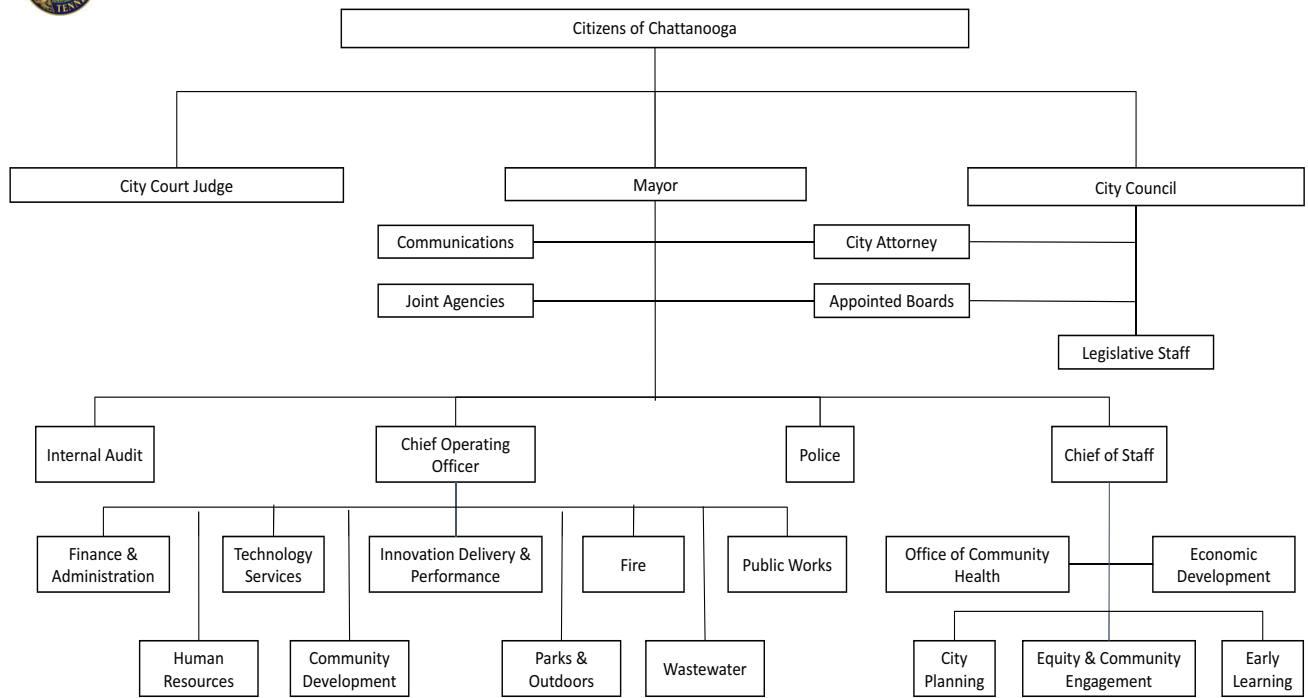 TENNE
Citizens of Chattanooga
City Court Judge
Mayor
City Council
Communications
City Attorney
Joint Agencies
Appointed Boards
Legislative Staff
Internal Audit
Chief Operating
Officer
Police
Chief of Staff
Finance &
Administration
Technology
Services
Innovation Delivery &
Performance
Fire
Public Works
Office of Community
Health
Economic
Development
Human
Resources
Community
Development
Parks &
Outdoors
Wastewater
City
Planning
Equity & Community
Engagement
Early
Learning